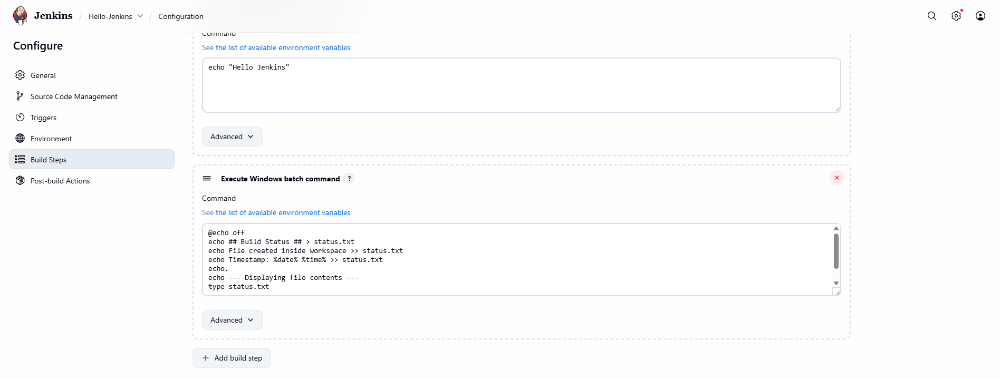 Jenkins / Hello-Jenkins / Configuration
Configure
General
Source Code Management
Triggers
Environment
Build Steps
Post-build Actions
Command
See the list of available environment variables
echo "Hello Jenkins"
Advanced
Execute Windows batch command ?
Command
See the list of available environment variables
@echo off
echo ## Build Status ## > status.txt
echo File created inside workspace >> status.txt
echo Timestamp: %date% %time% >> status.txt
echo.
echo --- Displaying file contents ---
type status.txt
Advanced
+ Add build step